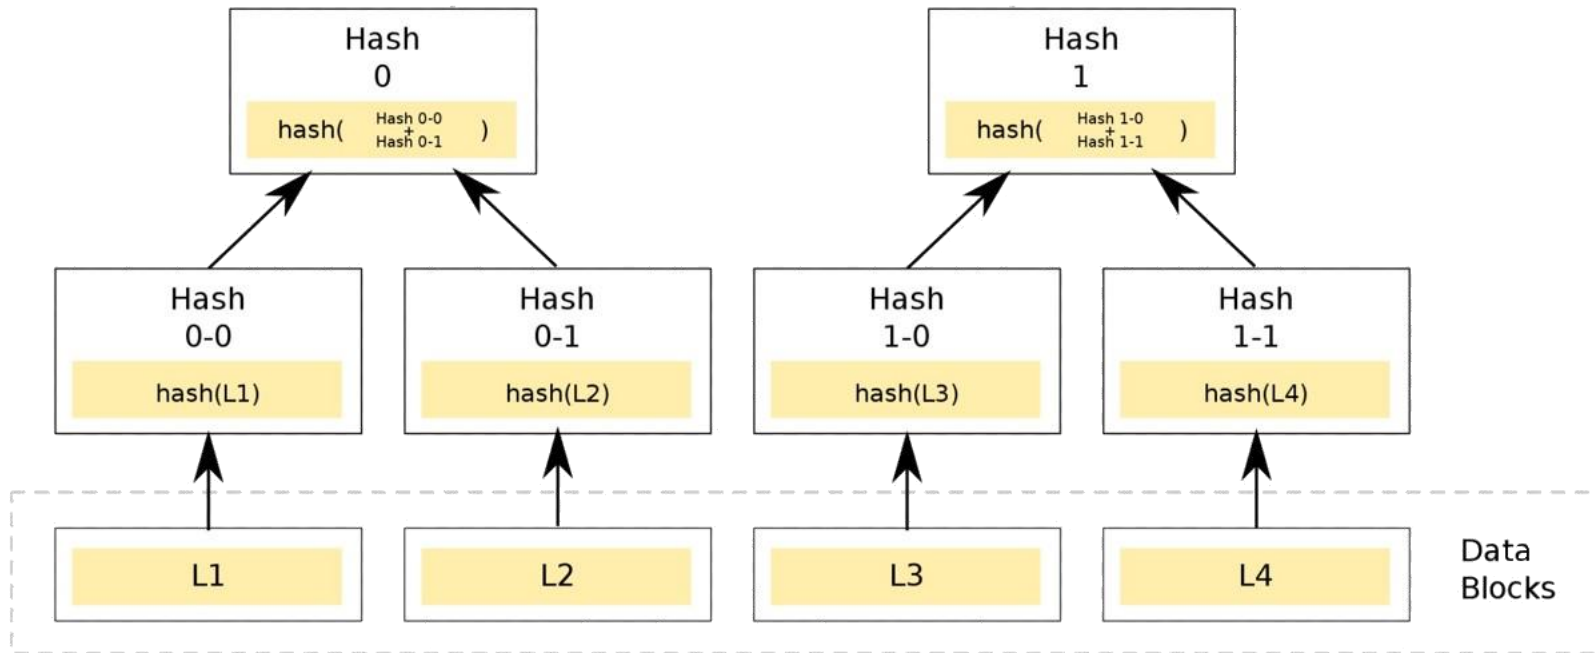 Hash
0
hash( Hash 0-0 + Hash 0-1 )
Hash
1
hash( Hash 1-0 + Hash 1-1 )
Hash
0-0
hash(L1)
Hash
0-1
hash(L2)
Hash
1-0
hash(L3)
Hash
1-1
hash(L4)
L1
L2
L3
L4
Data
Blocks